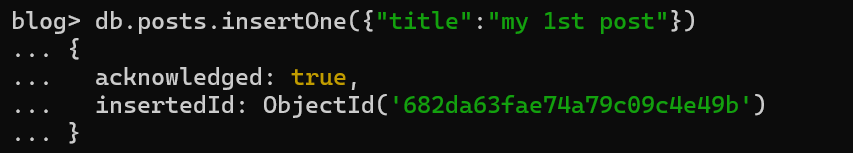 blog> db.posts.insertOne({"title":"my 1st post"})
... {
...   acknowledged: true,
...   insertedId: ObjectId('682da63fae74a79c09c4e49b')
... }